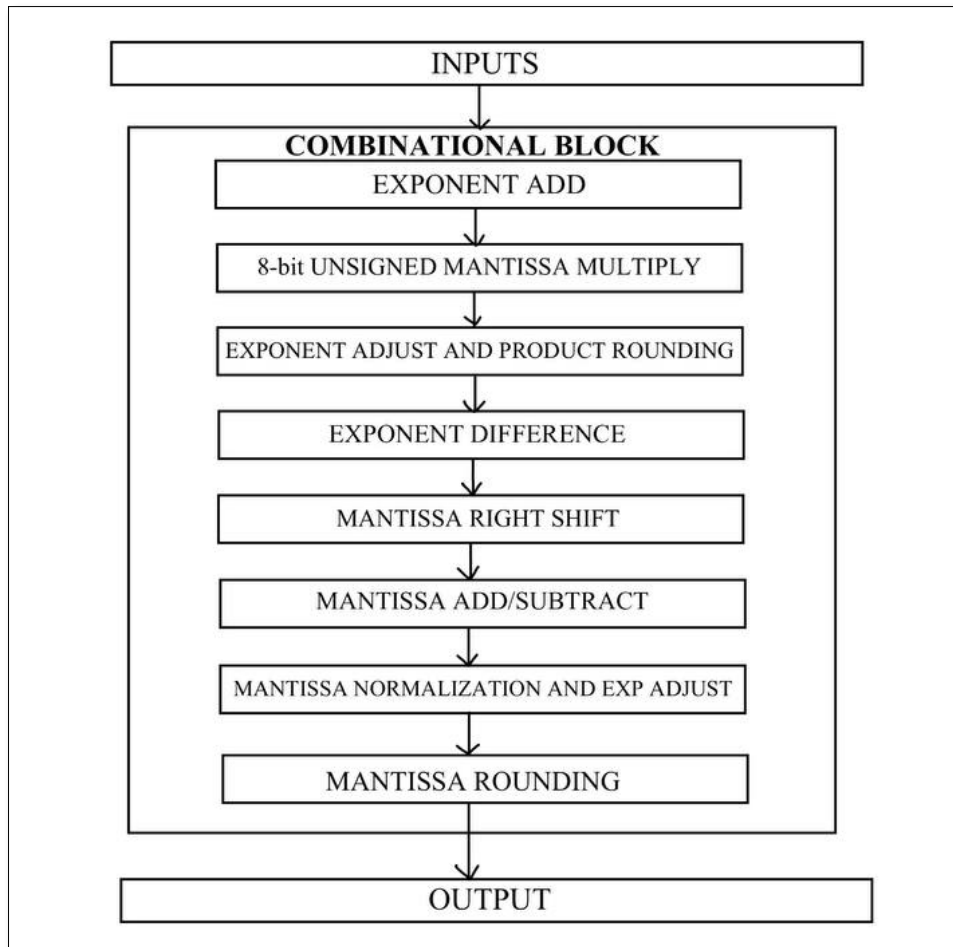 INPUTS
COMBINATIONAL BLOCK
EXPONENT ADD
8-bit UNSIGNED MANTISSA MULTIPLY
EXPONENT ADJUST AND PRODUCT ROUNDING
EXPONENT DIFFERENCE
MANTISSA RIGHT SHIFT
MANTISSA ADD/SUBTRACT
MANTISSA NORMALIZATION AND EXP ADJUST
MANTISSA ROUNDING
OUTPUT